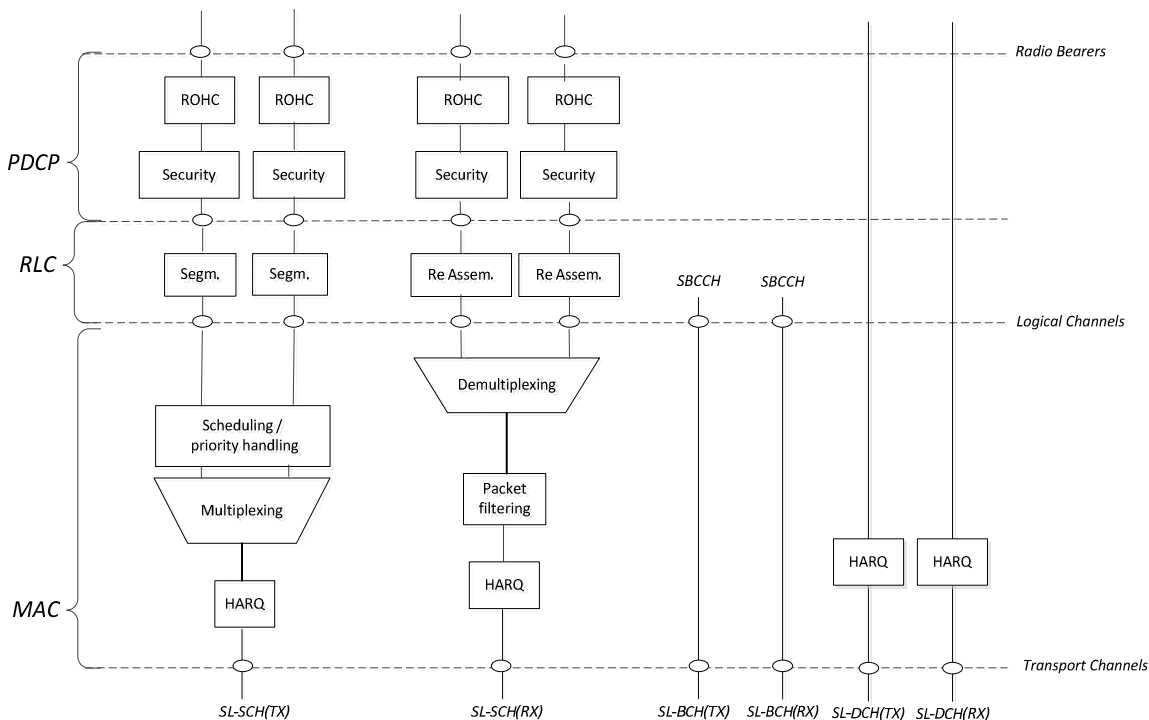 Radio Bearers
ROHC ROHC ROHC ROHC
PDCP
Security Security Security Security
RLC
Segm. Segm. Re Assem. Re Assem.
SBCCH SBCCH
Logical Channels
Demultiplexing
Scheduling /
priority handling
Packet
filtering
Multiplexing
HARQ HARQ
HARQ
HARQ
MAC
Transport Channels
SL-SCH(TX) SL-SCH(RX) SL-BCH(TX) SL-BCH(RX) SL-DCH(TX) SL-DCH(RX)